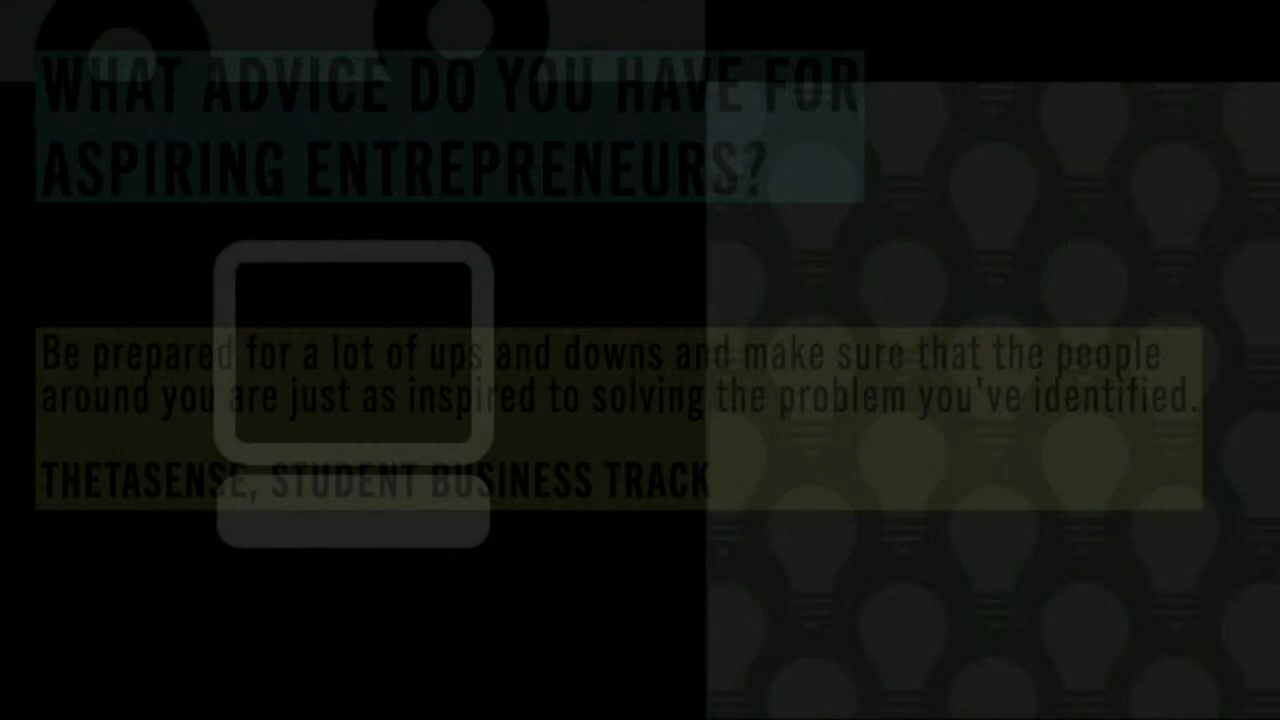 WHAT ADVICE DO YOU HAVE FOR
ASPIRING ENTREPRENEURS?
Be prepared for a lot of ups and downs and make sure that the people
around you are just as inspired to solving the problem you've identified.
THETASENSE, STUDENT BUSINESS TRACK